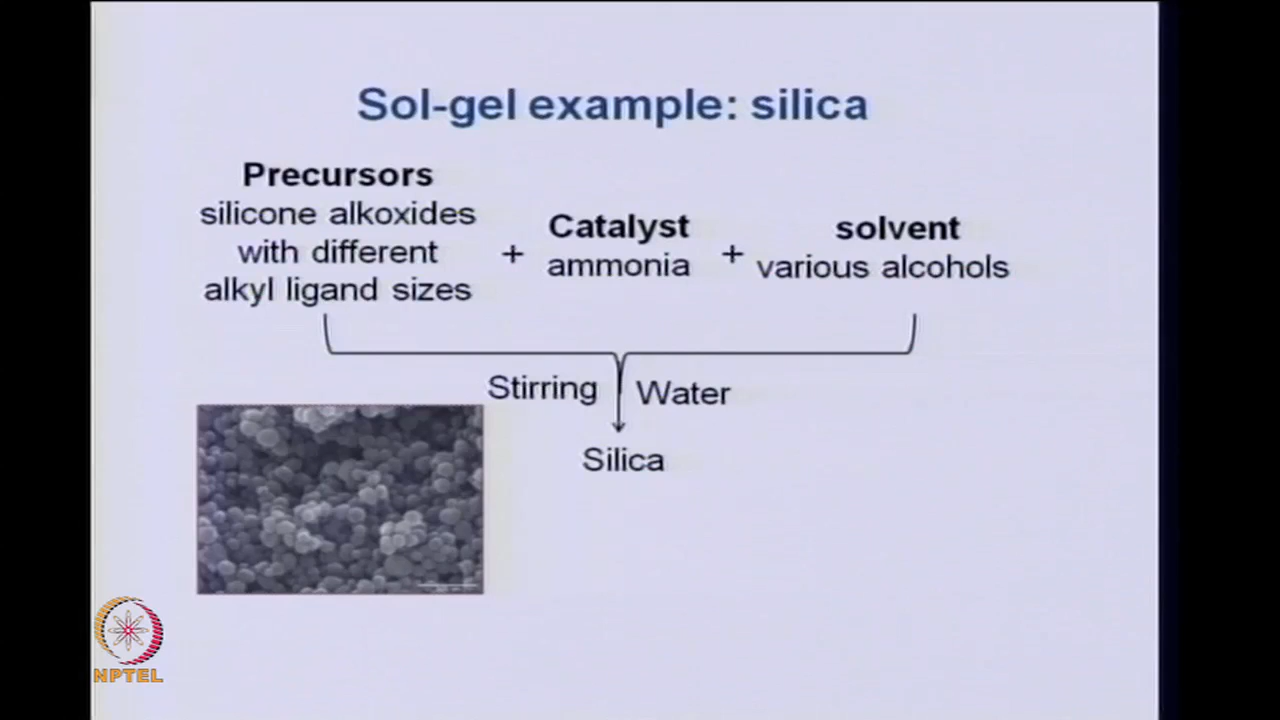 Sol-gel example: silica
Precursors
silicone alkoxides
with different
alkyl ligand sizes
+
Catalyst
ammonia
+
solvent
various alcohols
Stirring
Water
Silica
NPTEL